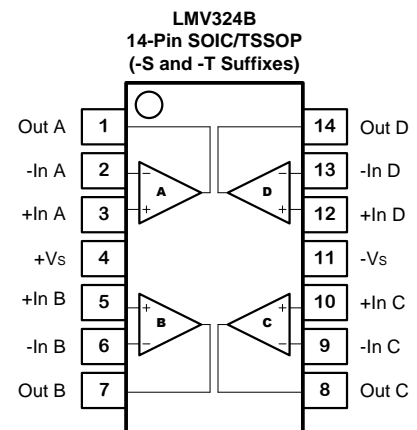 LMV324B
14-Pin SOIC/TSSOP
(-S and -T Suffixes)
Out A 1 14 Out D
-In A 2 − − 13 -In D
A D
+In A 3 + + 12 +In D
+Vs 4 11 -Vs
+In B 5 + + 10 +In C
B C
-In B 6 − − 9 -In C
Out B 7 8 Out C